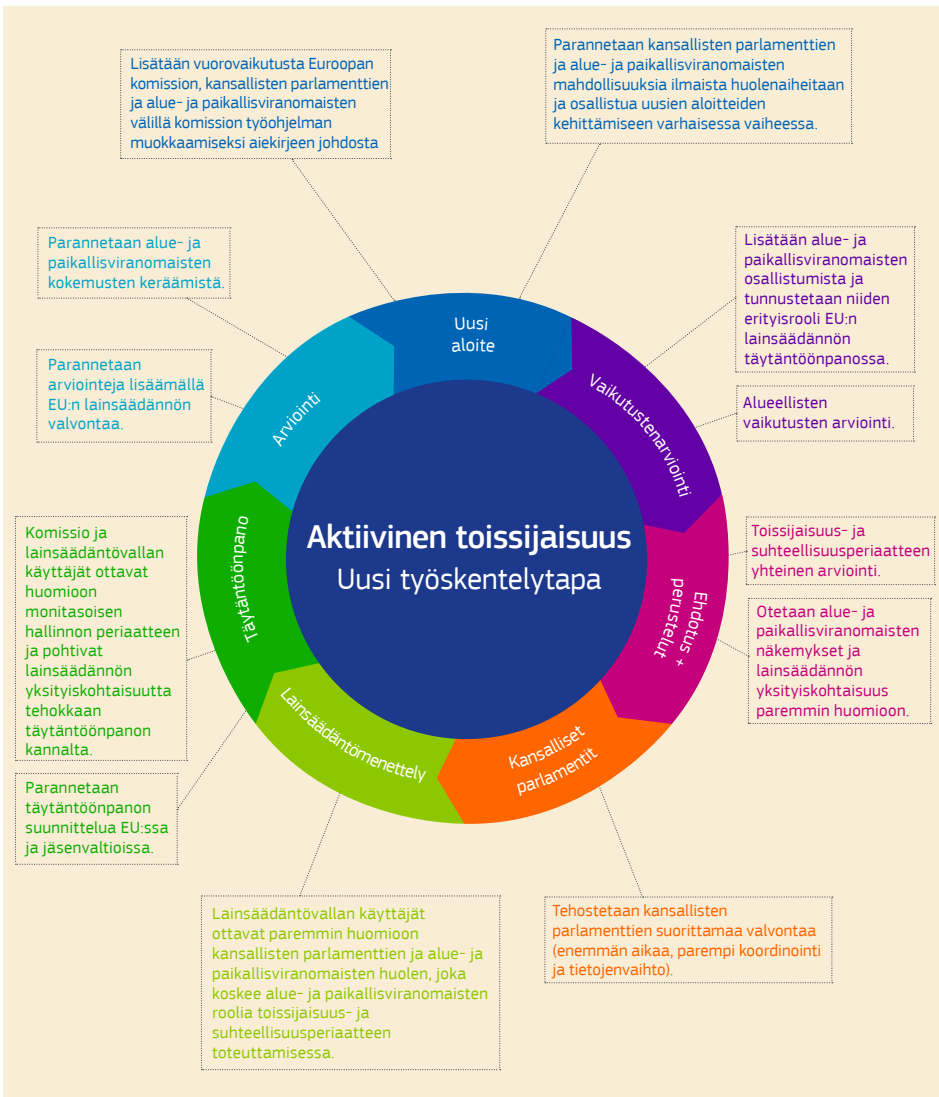 Lisätään vuorovaikutusta Euroopan
komission, kansallisten parlamenttien
ja alue- ja paikallisviranomaisten
välillä komission työohjelman
muokkaamiseksi aiekirjeen johdosta
Parannetaan kansallisten parlamenttien
ja alue- ja paikallisviranomaisten
mahdollisuuksia ilmaista huolenaiheitaan
ja osallistua uusien aloitteiden
kehittämiseen varhaisessa vaiheessa.
Parannetaan alue- ja
paikallisviranomaisten
kokemusten keräämistä.
Lisätään alue- ja
paikallisviranomaisten
osallistumista ja
tunnustetaan niiden
erityisrooli EU:n
lainsäädännön
täytäntöönpanossa.
Parannetaan
arviointeja lisäämällä
EU:n lainsäädännön
valvontaa.
Alueellisten
vaikutusten arviointi.
Uusi
aloite
Vaikutustenarviointi
Ehdotus +
perustelut
Kansalliset
parlamentit
Lainsäädäntömenettely
Täytäntöönpano
Arviointi
Aktiivinen toissijaisuus
Uusi työskentelytapa
Komissio ja
lainsäädäntövallan
käyttäjät ottavat
huomioon
monitasoisen
hallinnon periaatteen
ja pohtivat
lainsäädännön
yksityiskohtaisuutta
tehokkaan
täytäntöönpanon
kannalta.
Toissijaisuus- ja
suhteellisuusperiaatteen
yhteinen arviointi.
Otetaan alue- ja
paikallisviranomaisten
näkemykset ja
lainsäädännön
yksityiskohtaisuus
paremmin huomioon.
Parannetaan
täytäntöönpanon
suunnittelua EU:ssa
ja jäsenvaltioissa.
Lainsäädäntövallan käyttäjät
ottavat paremmin huomioon
kansallisten parlamenttien ja alue- ja
paikallisviranomaisten huolen, joka
koskee alue- ja paikallisviranomaisten
roolia toissijaisuus- ja
suhteellisuusperiaatteen
toteuttamisessa.
Tehostetaan kansallisten
parlamenttien suorittamaa valvontaa
(enemmän aikaa, parempi koordinointi
ja tietojenvaihto).